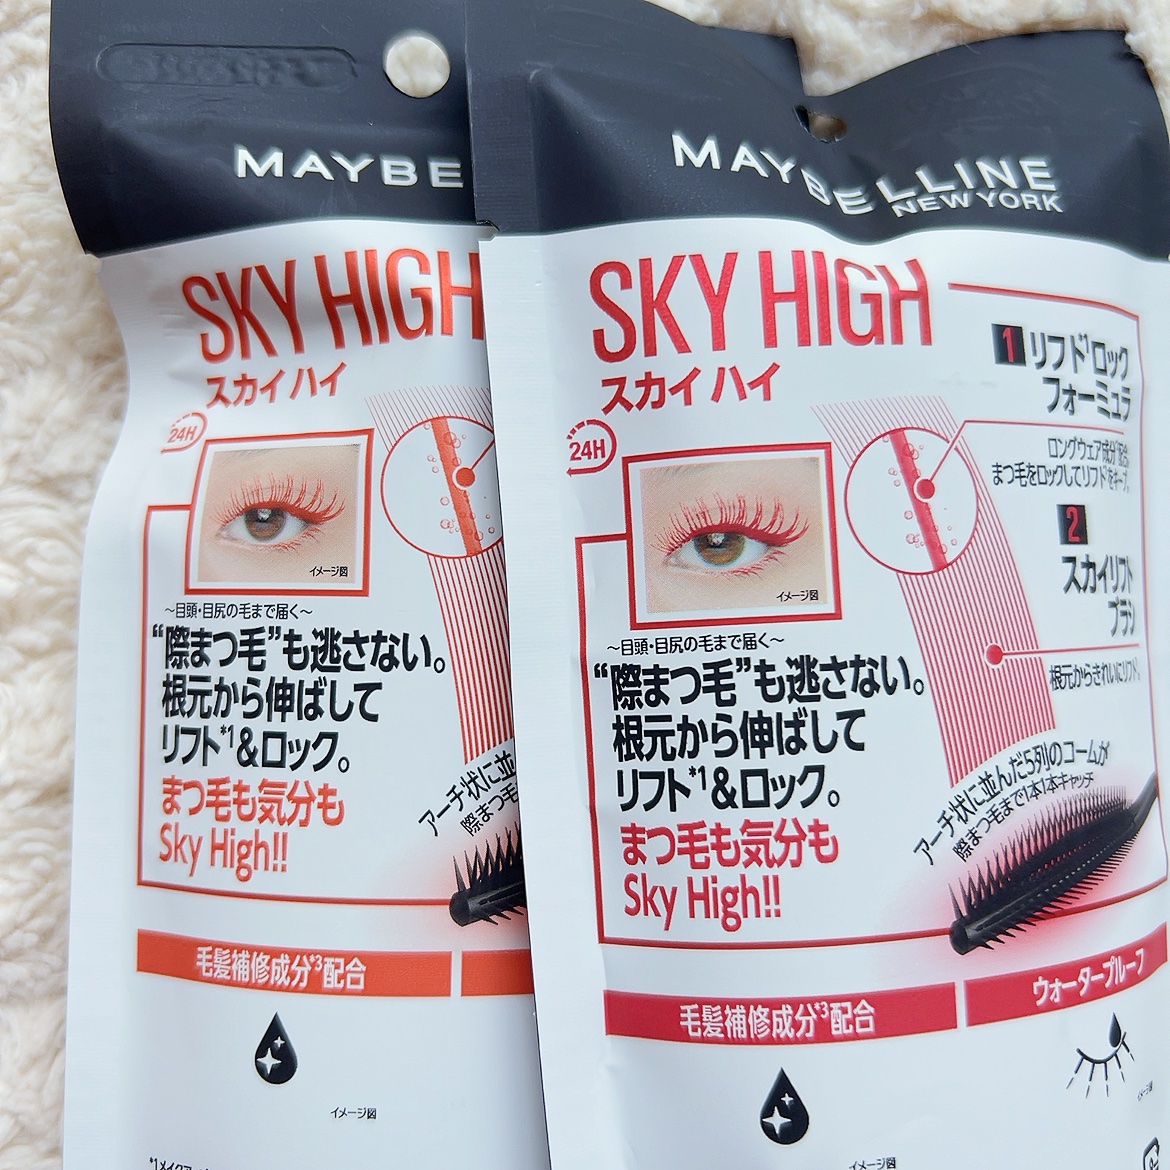 MAYBE
SKY HIGH
スカイ ハイ
24H
イメージ図
～目頭・目尻の毛まで届く～
“際まつ毛”も逃さない。
根元から伸ばして
リフト*1&ロック。
まつ毛も気分も
Sky High!!
アーチ状に並
際まつ毛
毛髪補修成分*3配合
イメージ図
MAYBELLINE
NEW YORK
SKY HIGH
スカイ ハイ
1 リフト*1ロック
フォーミュラ
ロングウェア成分*2配合。
まつ毛をロックしてリフト*1をキープ。
2
スカイリフト
ブラシ
根元からきれいにリフト*1。
24H
イメージ図
～目頭・目尻の毛まで届く～
“際まつ毛”も逃さない。
根元から伸ばして
リフト*1&ロック。
まつ毛も気分も
Sky High!!
アーチ状に並んだ5列のコームが
際まつ毛まで1本1本キャッチ
毛髪補修成分*3配合
ウォータープルーフ
イメージ図